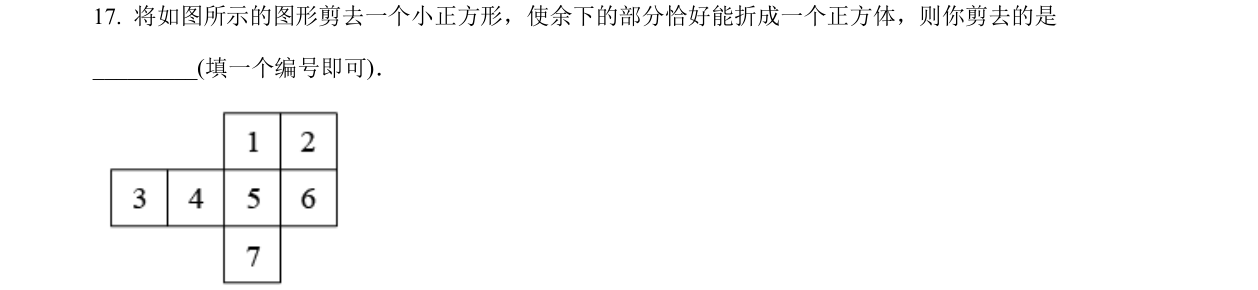 17. 将如图所示的图形剪去一个小正方形，使余下的部分恰好能折成一个正方体，则你剪去的是
_________(填一个编号即可).
1 2
3 4 5 6
7